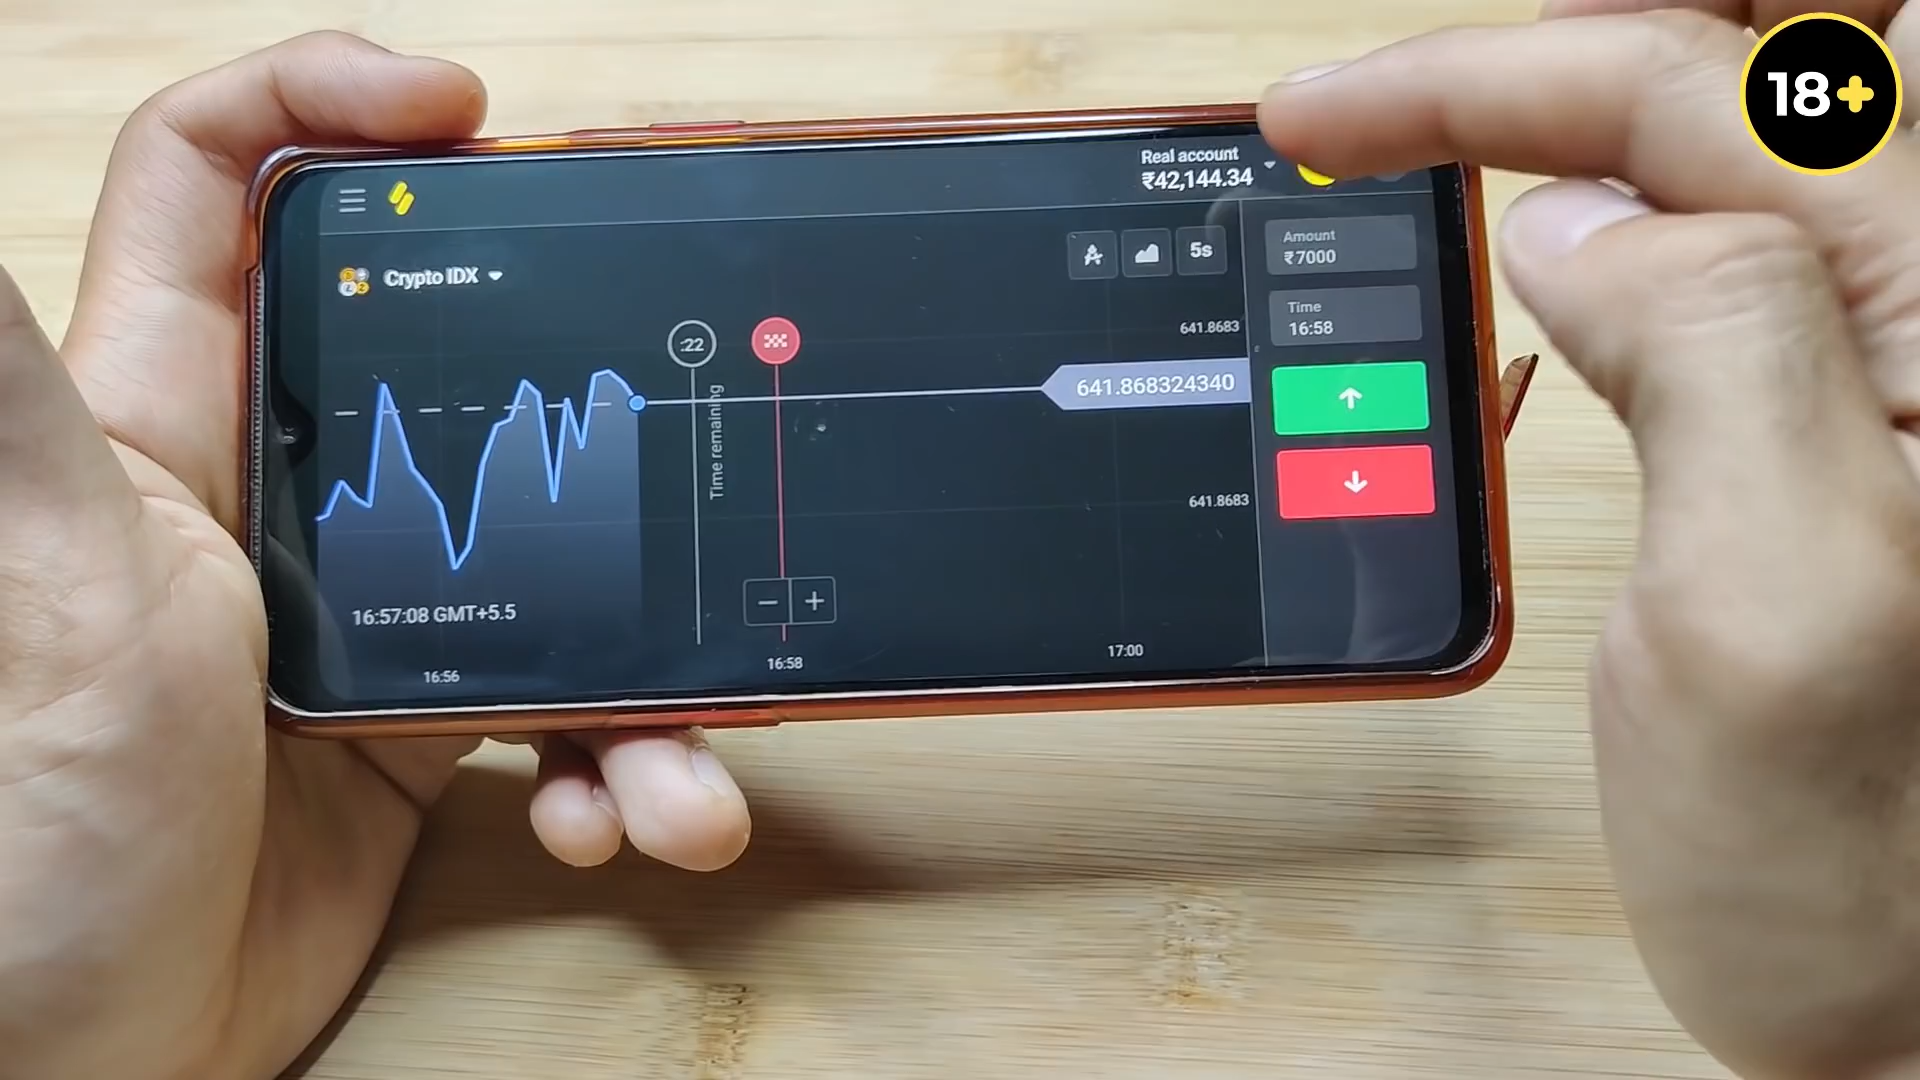 18+
Real account
₹42,144.34
Amount
₹7000
Crypto IDX
5s
Time
16:58
641.8683
:22
Time remaining
641.868324340
641.8683
16:57:08 GMT+5.5
16:56
16:58
17:00